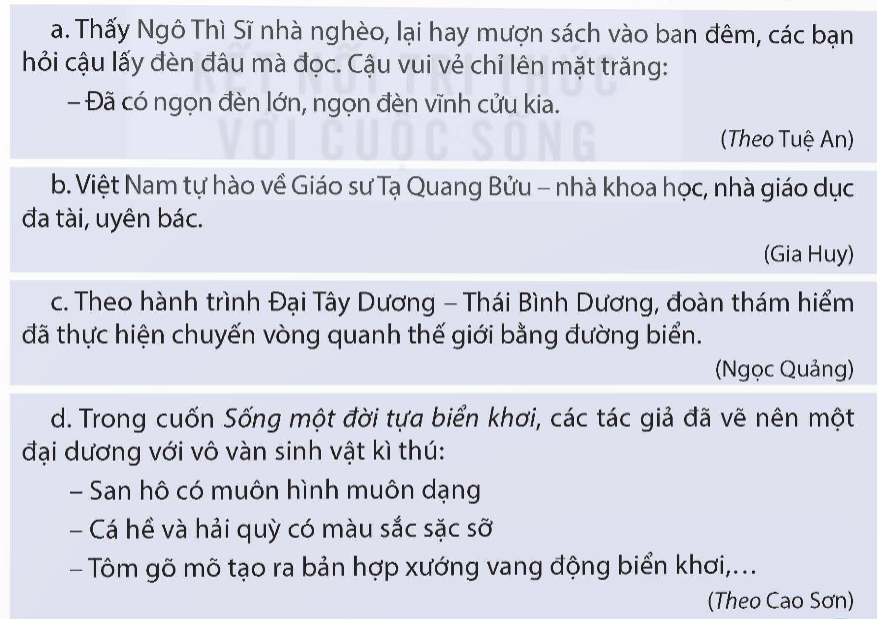 a. Thấy Ngô Thì Sĩ nhà nghèo, lại hay mượn sách vào ban đêm, các bạn
hỏi cậu lấy đèn đâu mà đọc. Cậu vui vẻ chỉ lên mặt trăng:
– Đã có ngọn đèn lớn, ngọn đèn vĩnh cửu kia.
(Theo Tuệ An)
b. Việt Nam tự hào về Giáo sư Tạ Quang Bửu – nhà khoa học, nhà giáo dục
đa tài, uyên bác.
(Gia Huy)
c. Theo hành trình Đại Tây Dương – Thái Bình Dương, đoàn thám hiểm
đã thực hiện chuyến vòng quanh thế giới bằng đường biển.
(Ngọc Quảng)
d. Trong cuốn Sống một đời tựa biển khơi, các tác giả đã vẽ nên một
đại dương với vô vàn sinh vật kì thú:
– San hô có muôn hình muôn dạng
– Cá hề và hải quỳ có màu sắc sặc sỡ
– Tôm gõ mõ tạo ra bản hợp xướng vang động biển khơi,...
(Theo Cao Sơn)
KẾT NỐI TRI THỨC
VỚI CUỘC SỐNG